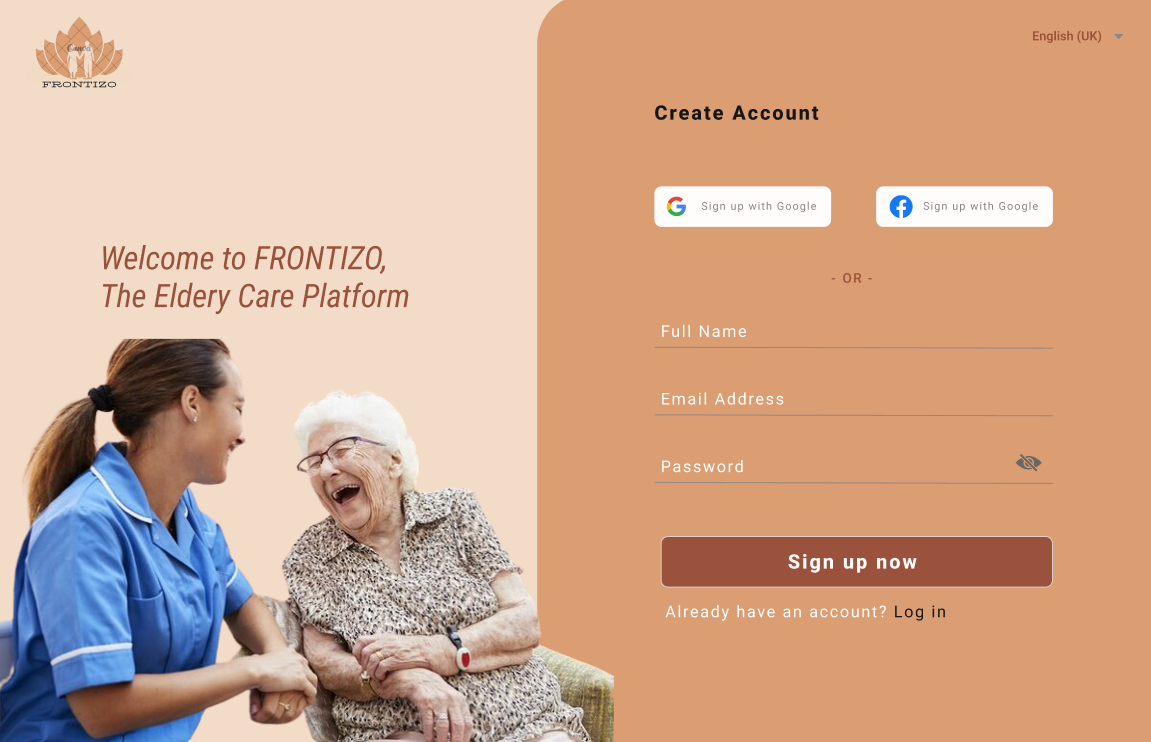 Canva
FRONTIZO
English (UK)
Create Account
Sign up with Google
Sign up with Google
- OR -
Full Name
Email Address
Password
Sign up now
Already have an account? Log in
Welcome to FRONTIZO,
The Eldery Care Platform